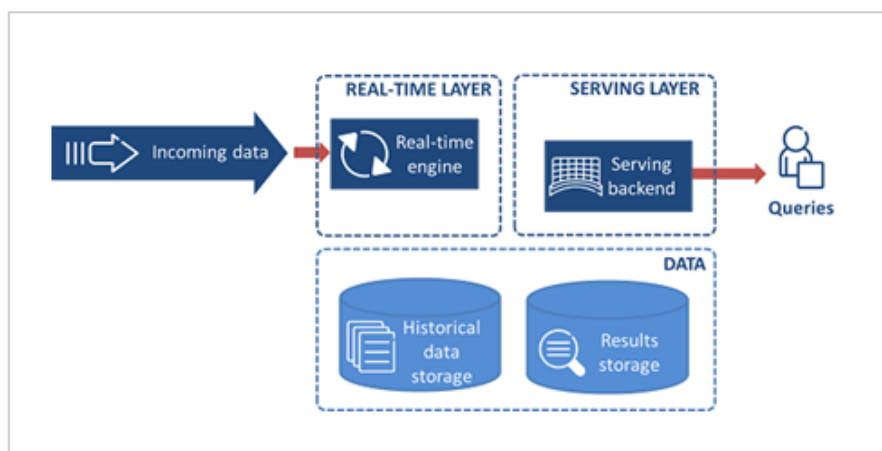 REAL-TIME LAYER
SERVING LAYER
Incoming data
Real-time
engine
Serving
backend
Queries
DATA
Historical
data
storage
Results
storage